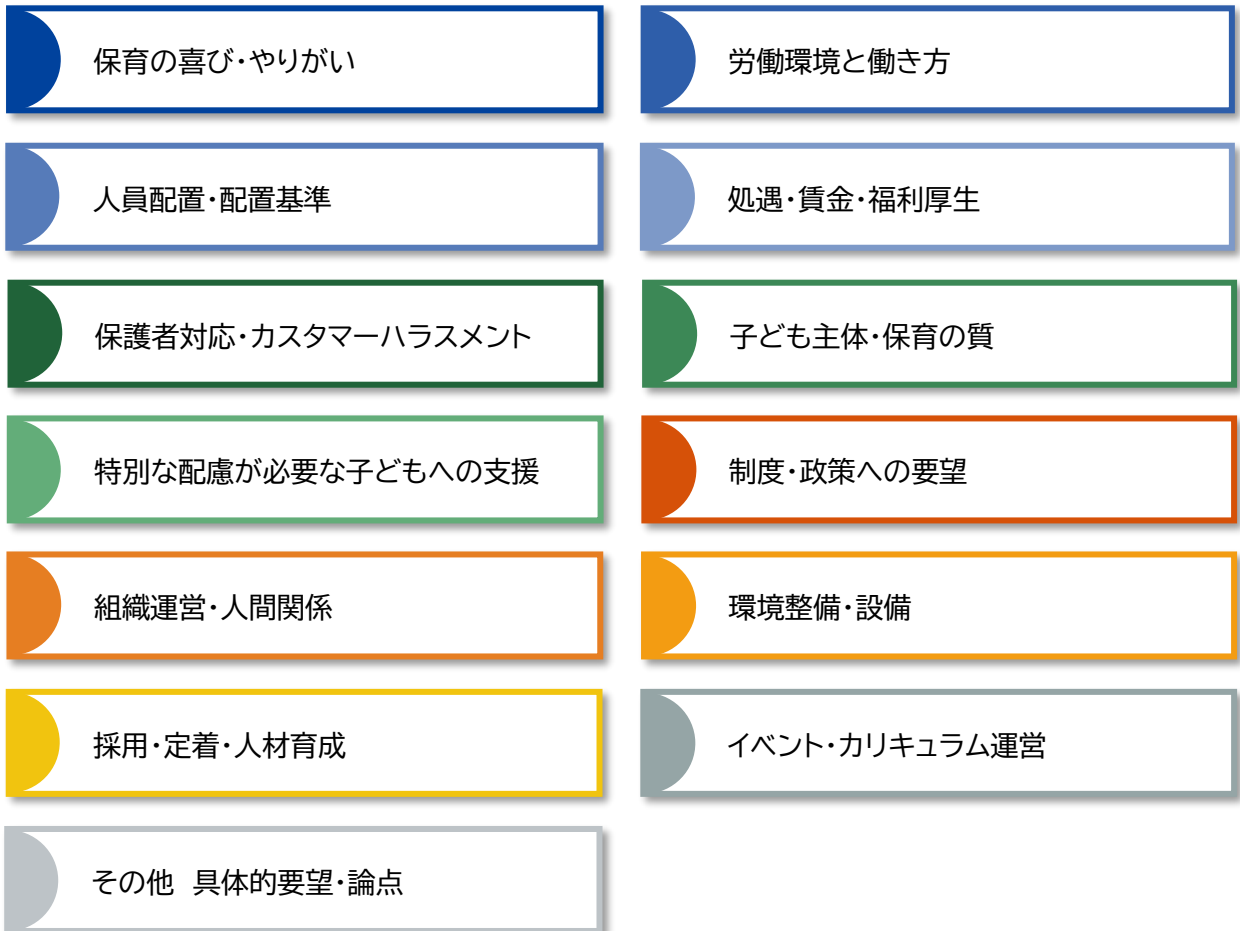 保育の喜び・やりがい
労働環境と働き方
人員配置・配置基準
処遇・賃金・福利厚生
保護者対応・カスタマーハラスメント
子ども主体・保育の質
特別な配慮が必要な子どもへの支援
制度・政策への要望
組織運営・人間関係
環境整備・設備
採用・定着・人材育成
イベント・カリキュラム運営
その他 具体的要望・論点